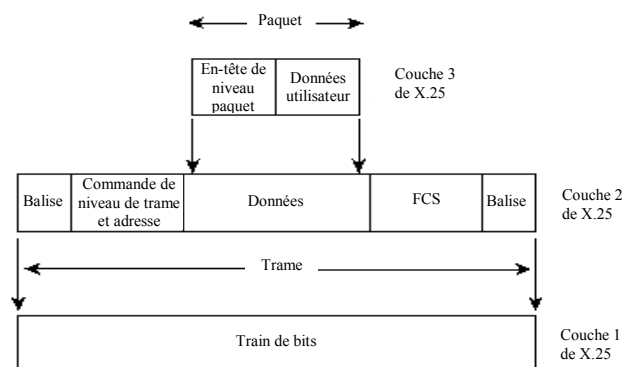 Paquet
En-tête de
niveau
paquet
Données
utilisateur
Couche 3
de X.25
Balise
Commande de
niveau de trame
et adresse
Données
FCS
Balise
Couche 2
de X.25
Trame
Train de bits
Couche 1
de X.25